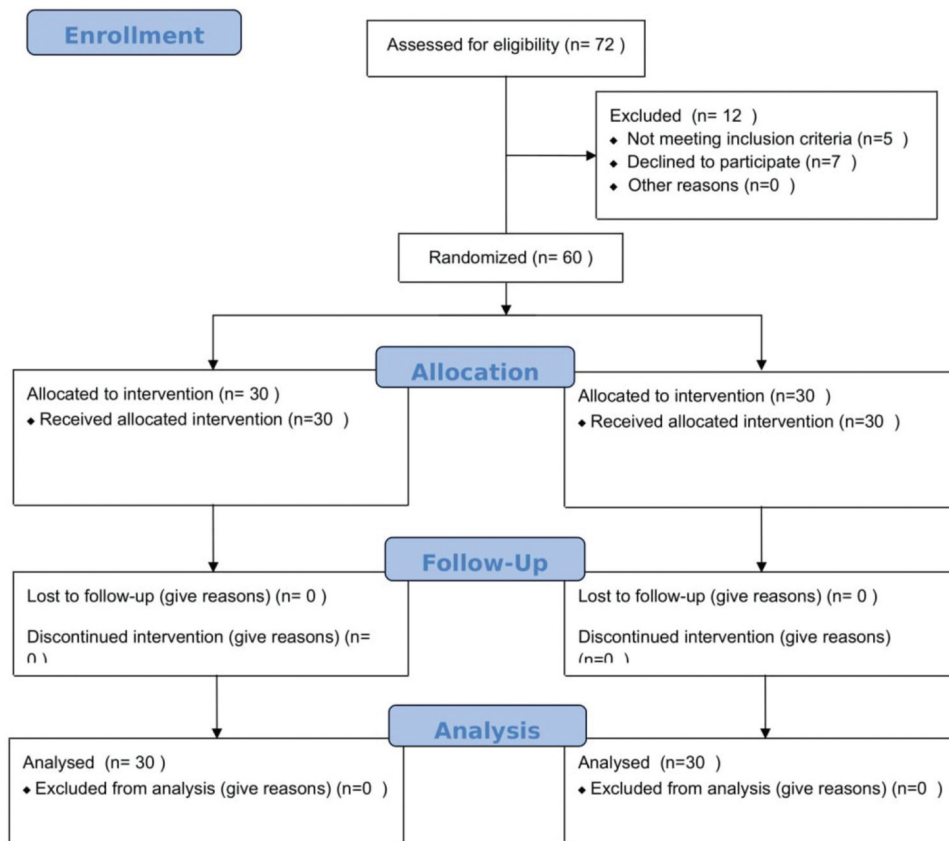 Enrollment
Assessed for eligibility (n= 72 )
Excluded (n= 12 )
◆ Not meeting inclusion criteria (n=5 )
◆ Declined to participate (n=7 )
◆ Other reasons (n=0 )
Randomized (n= 60 )
Allocation
Allocated to intervention (n= 30 )
◆ Received allocated intervention (n=30 )
Allocated to intervention (n=30 )
◆ Received allocated intervention (n=30 )
Follow-Up
Lost to follow-up (give reasons) (n= 0 )
Discontinued intervention (give reasons) (n=
0 )
Lost to follow-up (give reasons) (n= 0 )
Discontinued intervention (give reasons)
(n=0 )
Analysis
Analysed (n= 30 )
◆ Excluded from analysis (give reasons) (n=0 )
Analysed (n=30 )
◆ Excluded from analysis (give reasons) (n=0 )